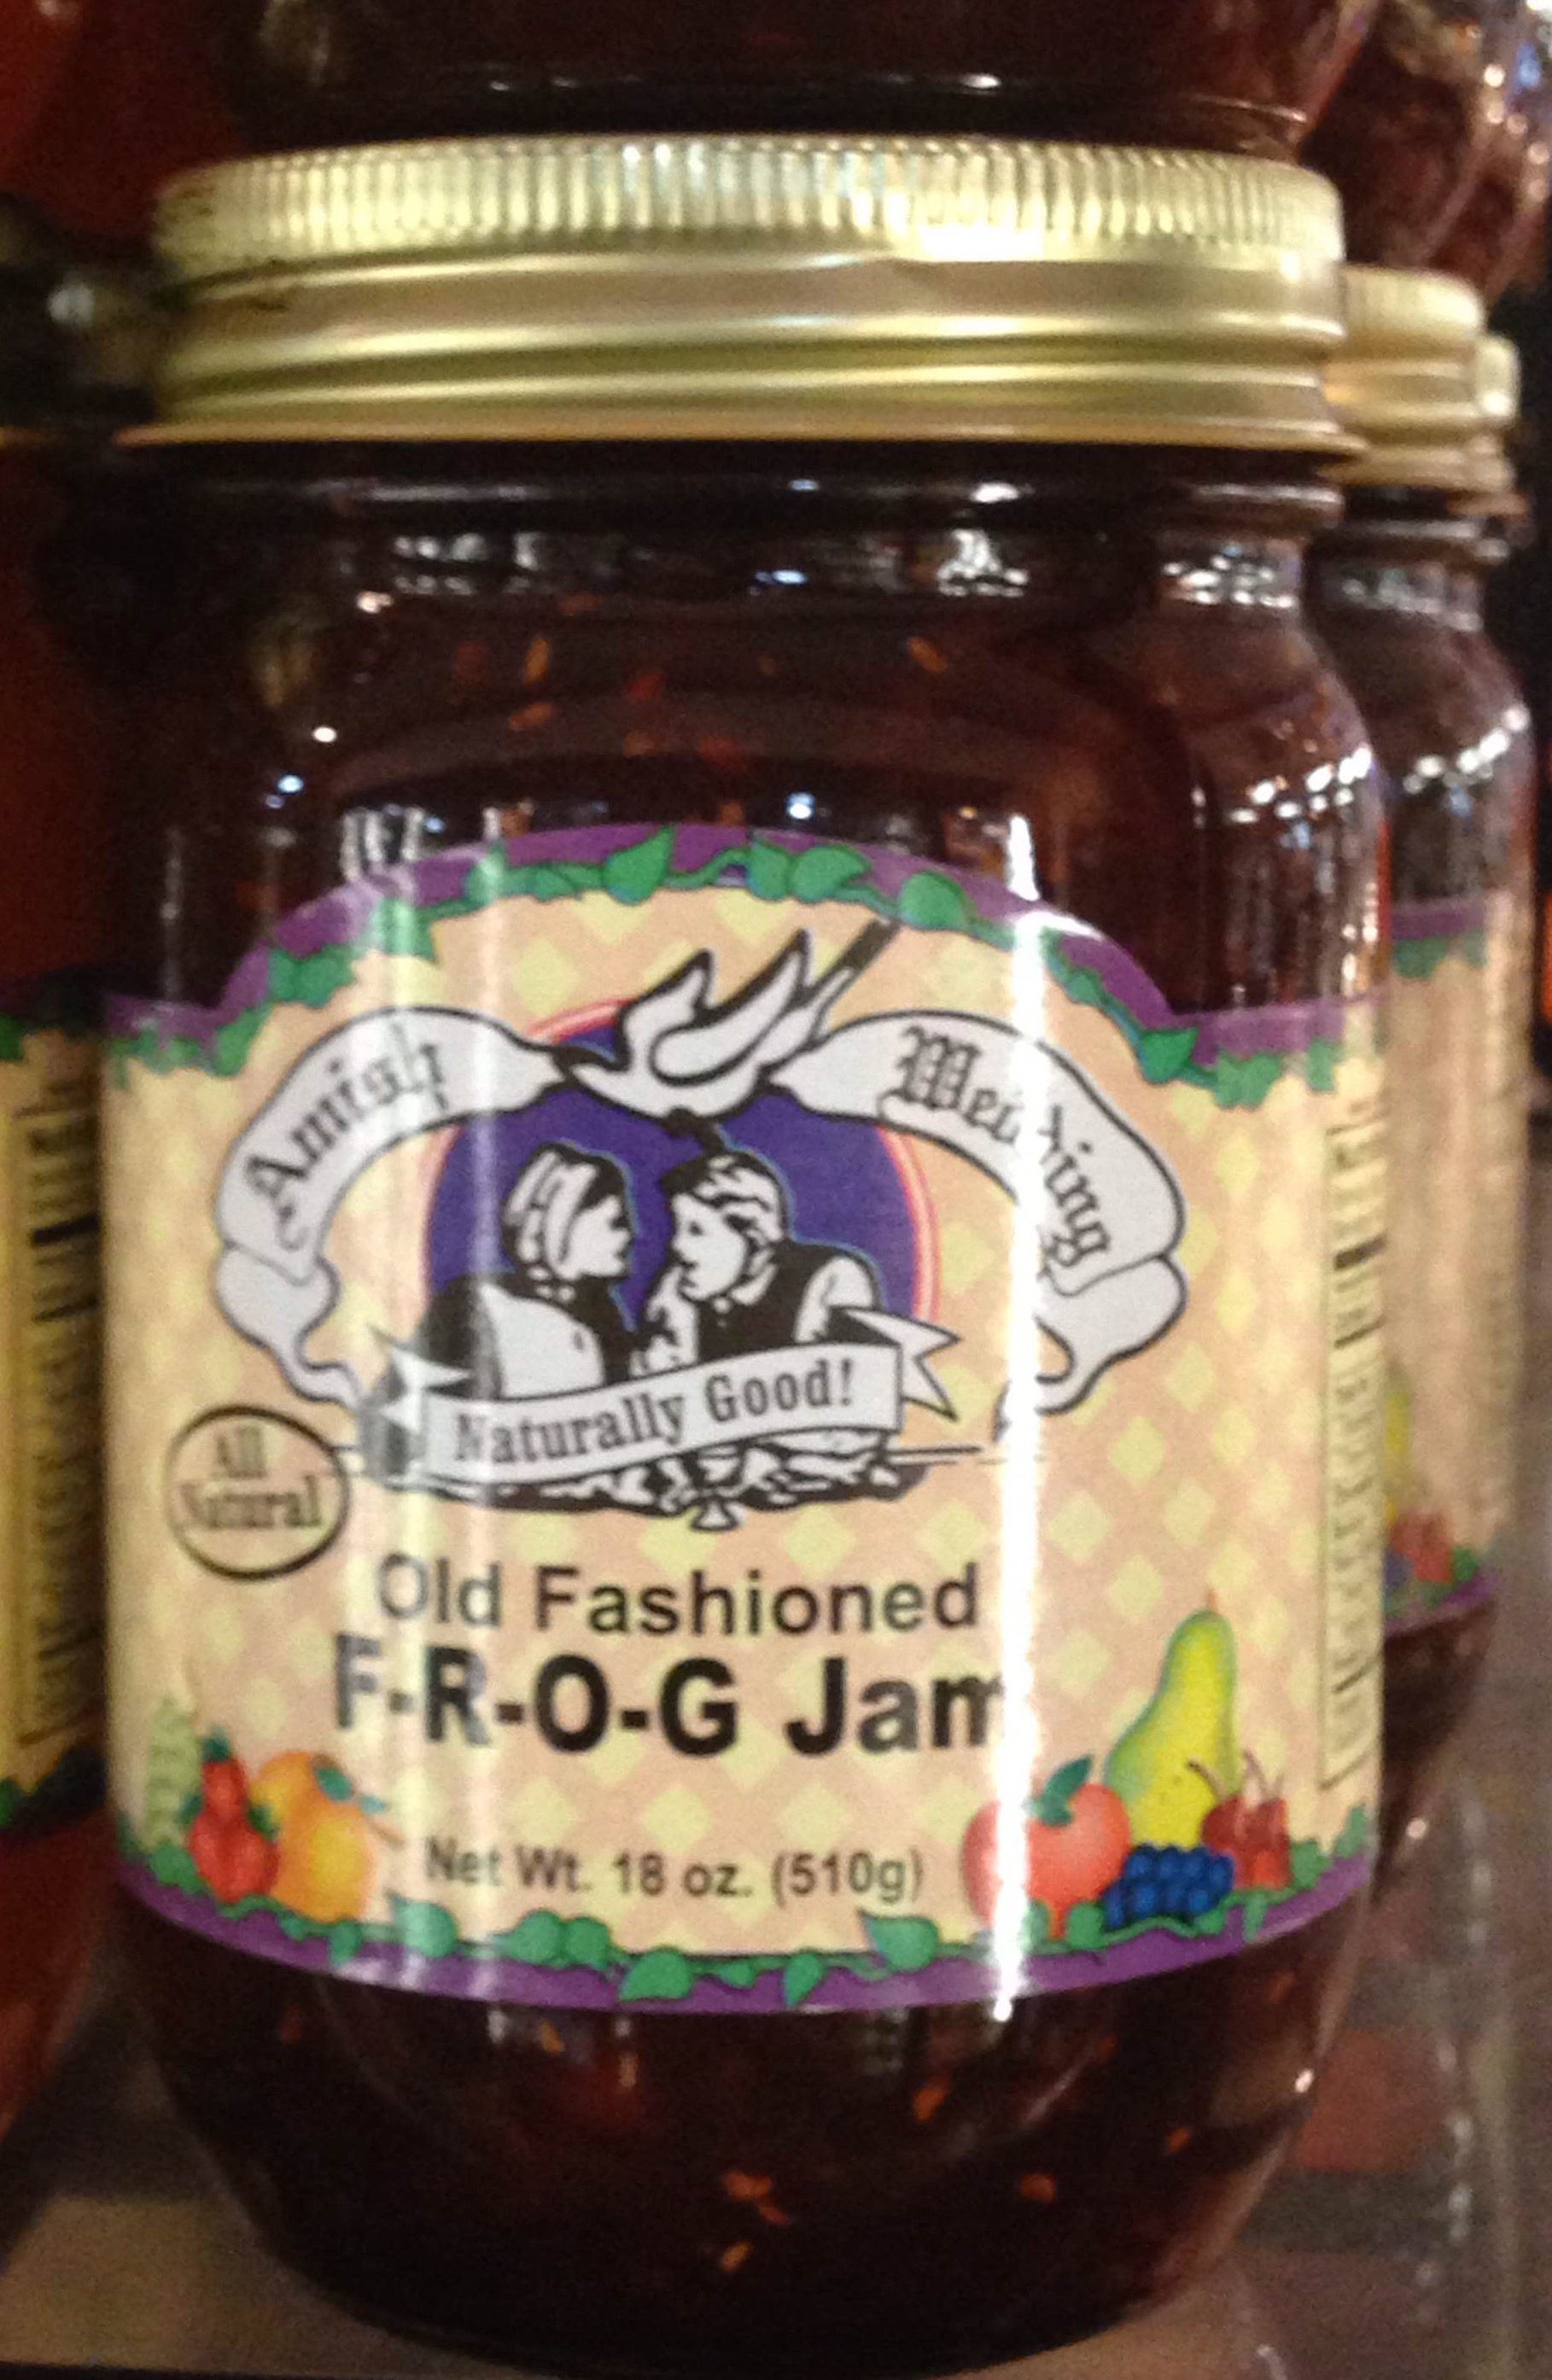 Amish Wedding
Naturally Good!
All
Natural
Old Fashioned
F-R-O-G Jam
Net Wt. 18 oz. (510g)